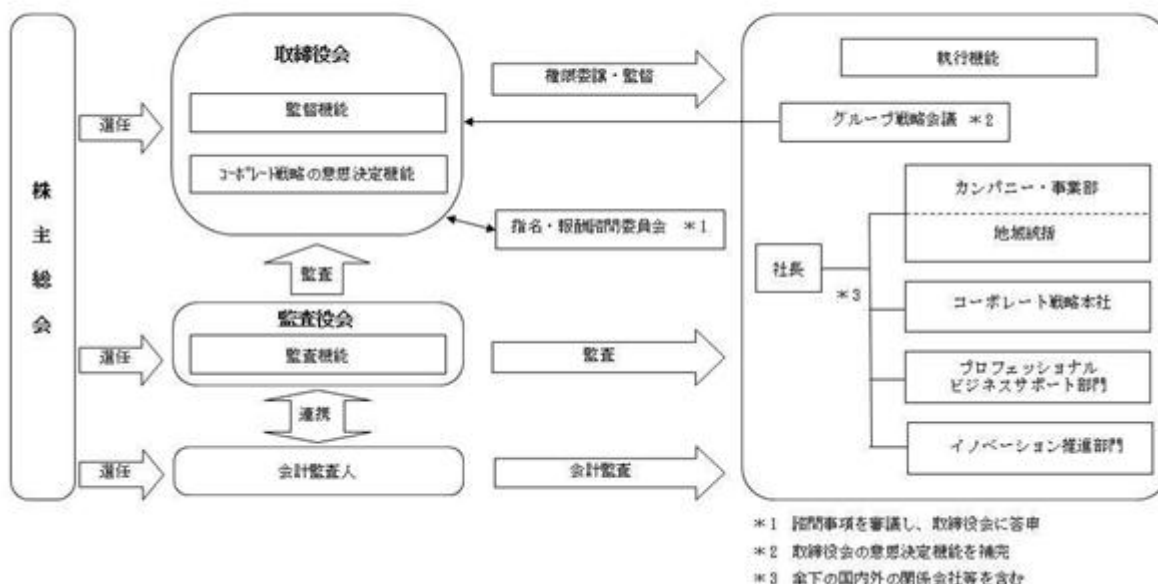 株主総会
選任
取締役会
監督機能
コーポレート戦略の意思決定機能
権限委譲・監督
執行機能
グループ戦略会議 *2
指名・報酬諮問委員会 *1
カンパニー・事業部
地域統括
社長
*3
コーポレート戦略本社
プロフェッショナル
ビジネスサポート部門
イノベーション推進部門
監査
選任
監査役会
監査機能
監査
連携
選任
会計監査人
会計監査
*1 諮問事項を審議し、取締役会に答申
*2 取締役会の意思決定機能を補完
*3 傘下の国内外の関係会社等を含む